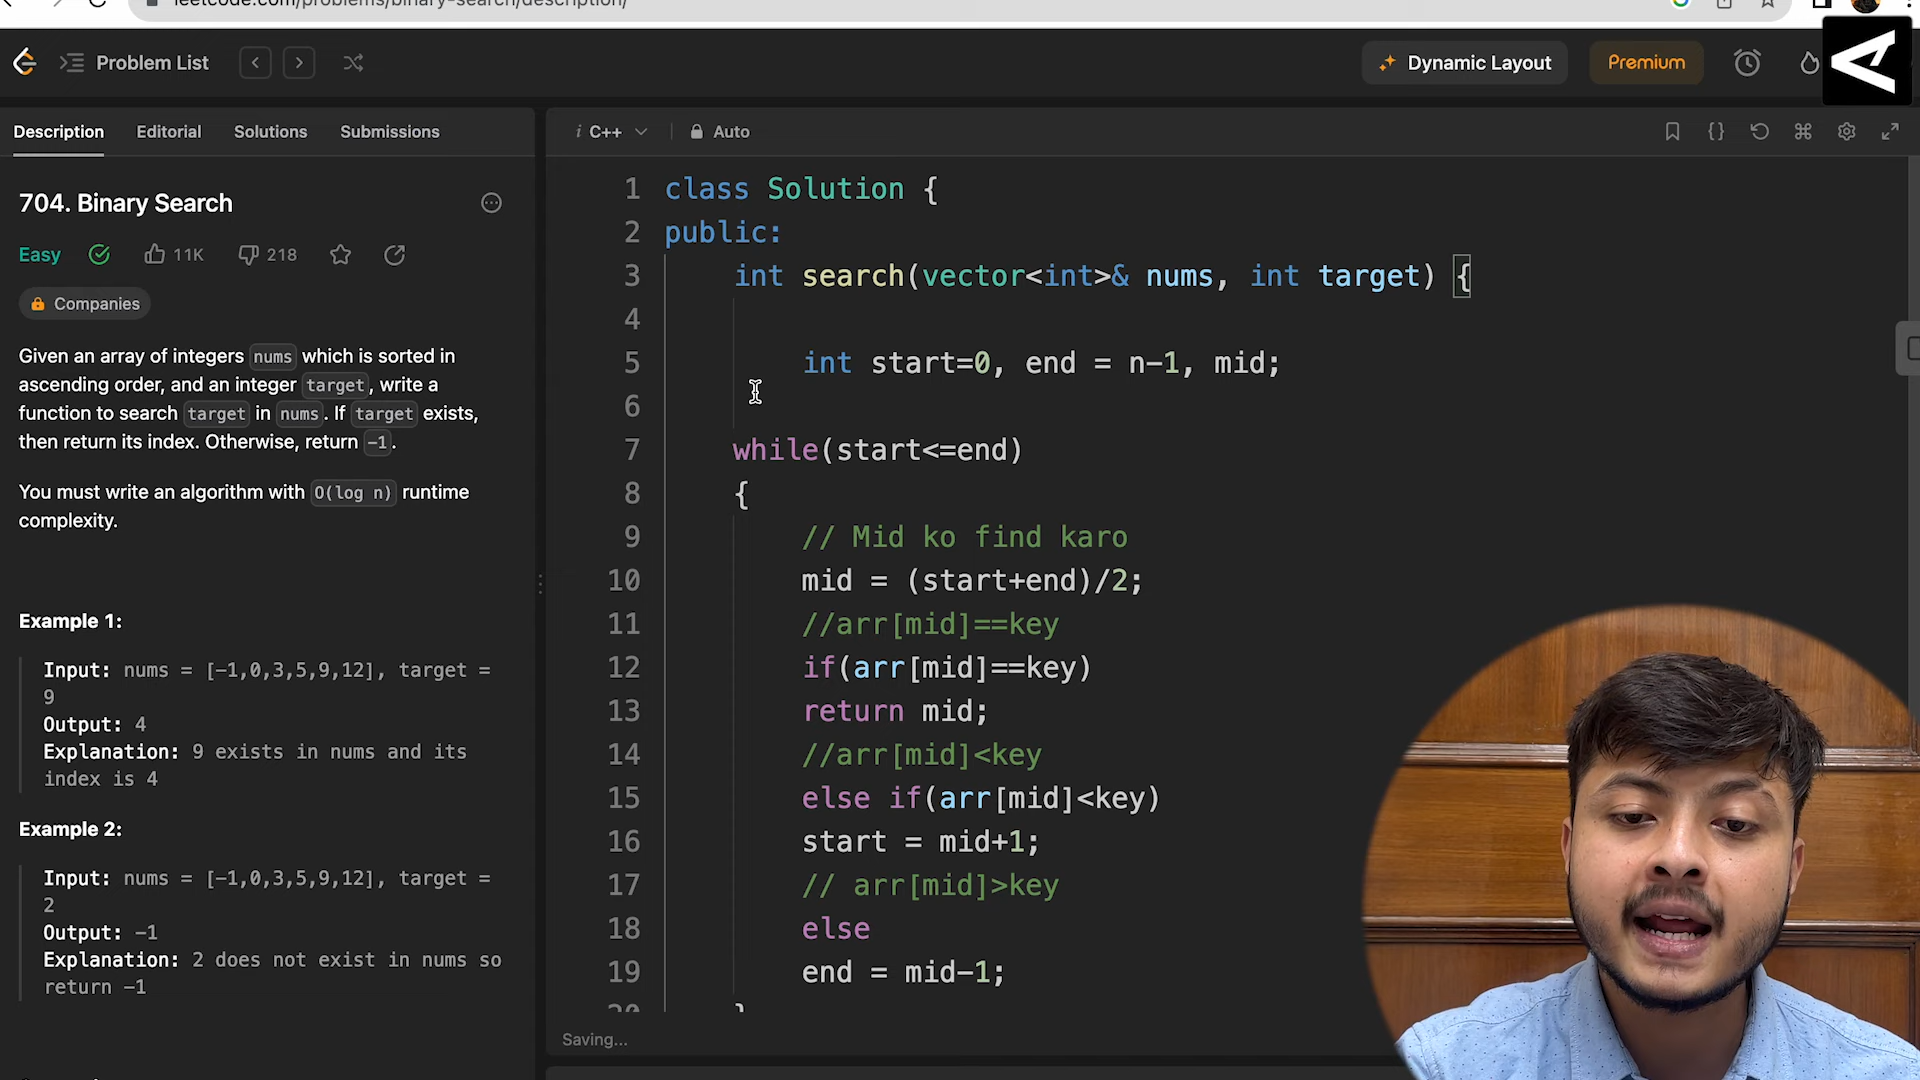 leetcode.com/problems/binary-search/description/
Problem List
Dynamic Layout
Premium
Description
Editorial
Solutions
Submissions
C++
Auto
704. Binary Search
Easy
11K
218
Companies
Given an array of integers nums which is sorted in
ascending order, and an integer target, write a
function to search target in nums. If target exists,
then return its index. Otherwise, return -1.
You must write an algorithm with O(log n) runtime
complexity.
Example 1:
Input: nums = [-1,0,3,5,9,12], target =
9
Output: 4
Explanation: 9 exists in nums and its
index is 4
Example 2:
Input: nums = [-1,0,3,5,9,12], target =
2
Output: -1
Explanation: 2 does not exist in nums so
return -1
1 class Solution {
2 public:
3 int search(vector<int>& nums, int target) {
4
5 int start=0, end = n-1, mid;
6
7 while(start<=end)
8 {
9 // Mid ko find karo
10 mid = (start+end)/2;
11 //arr[mid]==key
12 if(arr[mid]==key)
13 return mid;
14 //arr[mid]<key
15 else if(arr[mid]<key)
16 start = mid+1;
17 // arr[mid]>key
18 else
19 end = mid-1;
20 }
Saving...